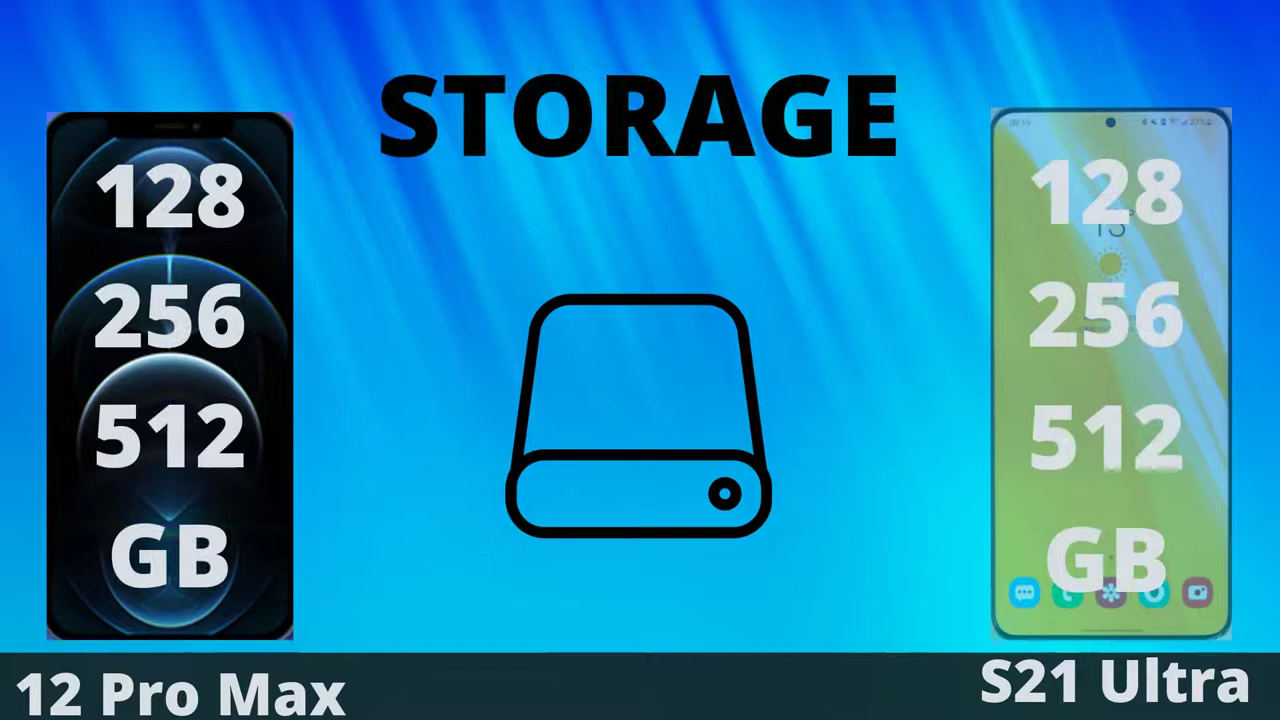 STORAGE
128
256
512
GB
128
256
512
GB
12 Pro Max
S21 Ultra